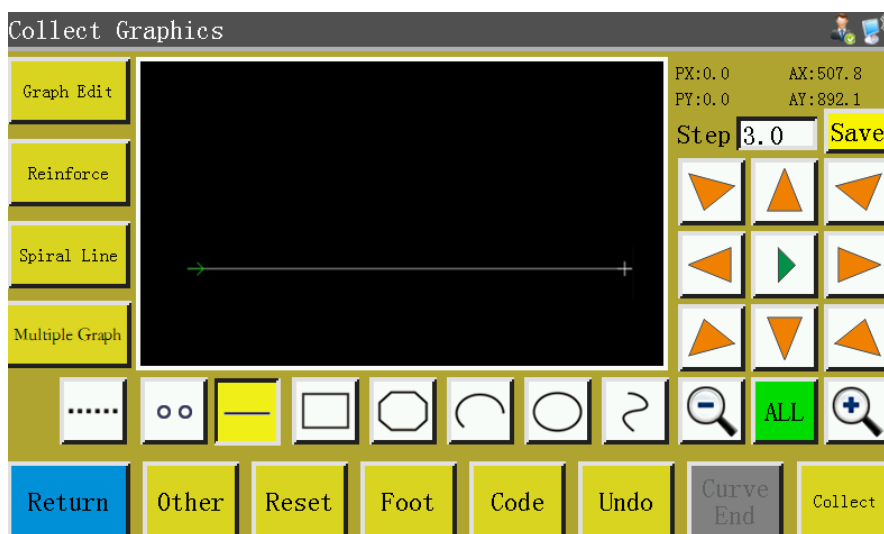 Collect Graphics
Graph Edit
PX:0.0 AX:507.8
PY:0.0 AY:892.1
Step 3.0 Save
Reinforce
Spiral Line
Multiple Graph
ALL
Return Other Reset Foot Code Undo Curve End Collect